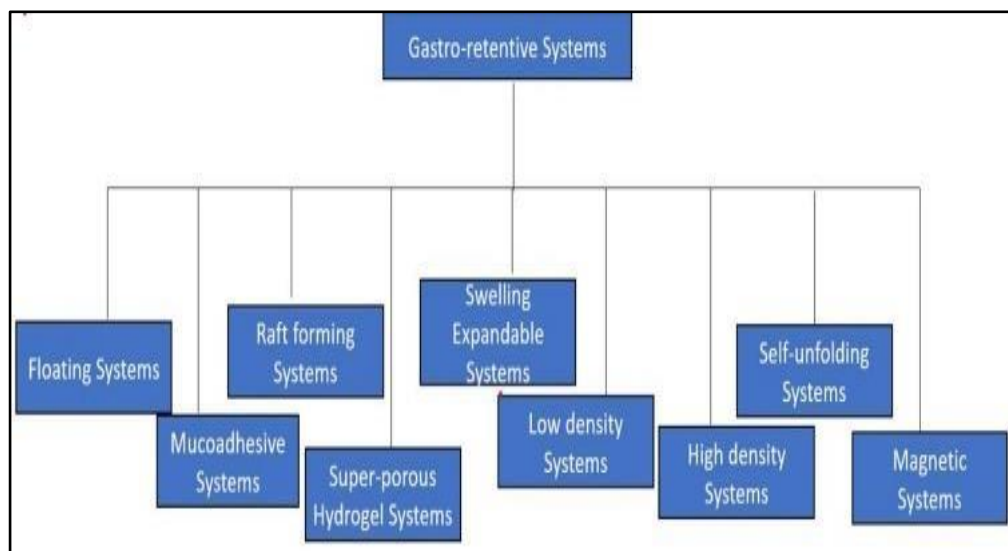 Gastro-retentive Systems
Floating Systems
Mucoadhesive
Systems
Raft forming
Systems
Super-porous
Hydrogel Systems
Swelling
Expandable
Systems
Low density
Systems
High density
Systems
Self-unfolding
Systems
Magnetic
Systems